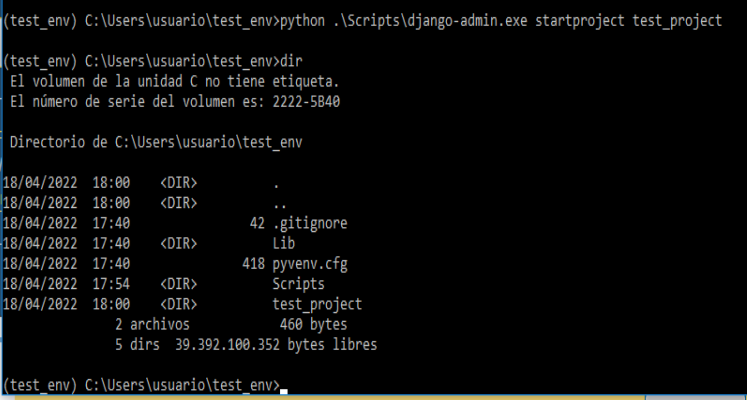 (test_env) C:\Users\usuario\test_env>python .\Scripts\django-admin.exe startproject test_project
(test_env) C:\Users\usuario\test_env>dir
El volumen de la unidad C no tiene etiqueta.
El número de serie del volumen es: 2222-5B40
Directorio de C:\Users\usuario\test_env
18/04/2022 18:00 <DIR> .
18/04/2022 18:00 <DIR> ..
18/04/2022 17:40 42 .gitignore
18/04/2022 17:40 <DIR> Lib
18/04/2022 17:40 418 pyvenv.cfg
18/04/2022 17:54 <DIR> Scripts
18/04/2022 18:00 <DIR> test_project
2 archivos 460 bytes
5 dirs 39.392.100.352 bytes libres
(test_env) C:\Users\usuario\test_env>